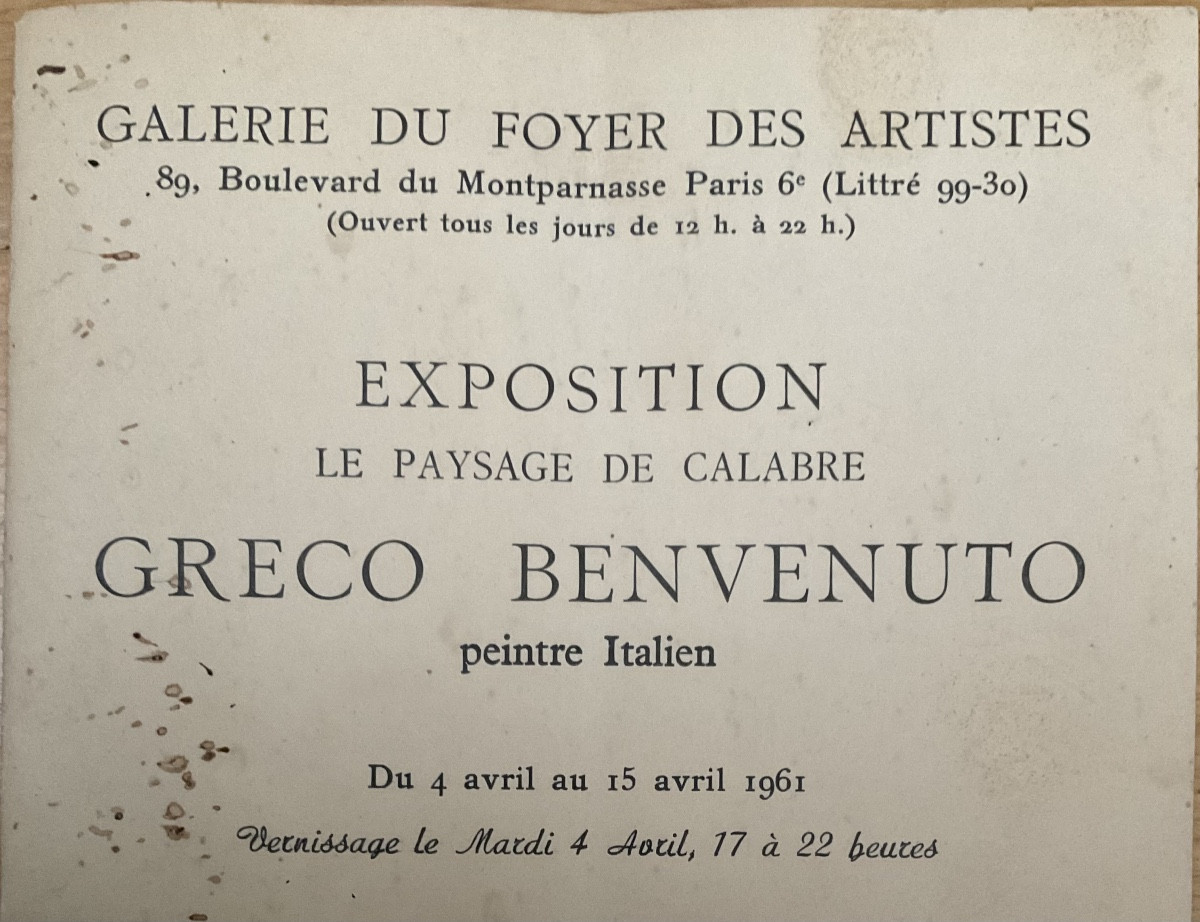 GALERIE DU FOYER DES ARTISTES
89, Boulevard du Montparnasse Paris 6ᵉ (Littré 99-30)
(Ouvert tous les jours de 12 h. à 22 h.)
EXPOSITION
LE PAYSAGE DE CALABRE
GRECO BENVENUTO
peintre Italien
Du 4 avril au 15 avril 1961
Vernissage le Mardi 4 Avril, 17 à 22 heures